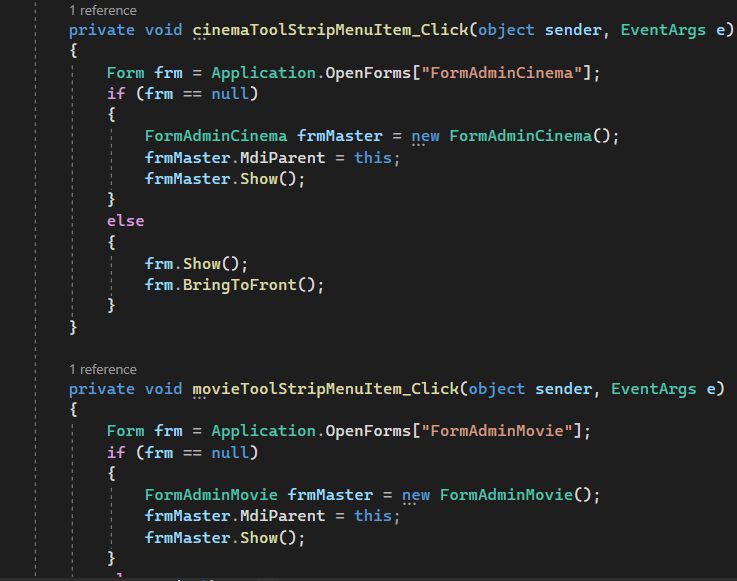 1 reference
private void cinemaToolStripMenuItem_Click(object sender, EventArgs e)
{
Form frm = Application.OpenForms["FormAdminCinema"];
if (frm == null)
{
FormAdminCinema frmMaster = new FormAdminCinema();
frmMaster.MdiParent = this;
frmMaster.Show();
}
else
{
frm.Show();
frm.BringToFront();
}
}
1 reference
private void movieToolStripMenuItem_Click(object sender, EventArgs e)
{
Form frm = Application.OpenForms["FormAdminMovie"];
if (frm == null)
{
FormAdminMovie frmMaster = new FormAdminMovie();
frmMaster.MdiParent = this;
frmMaster.Show();
}